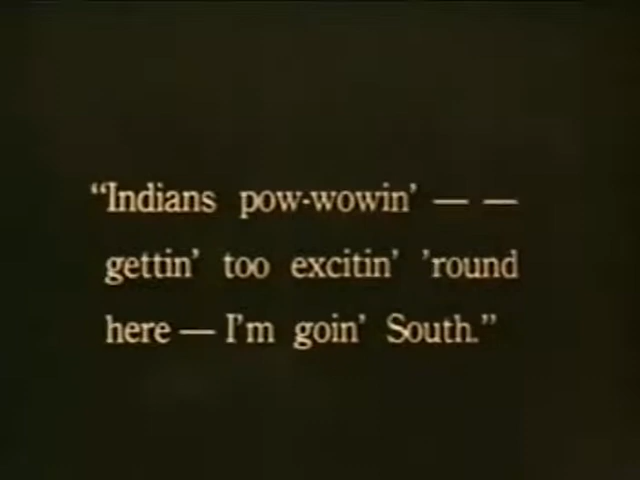 “Indians pow-wowin’ — —
gettin’ too excitin’ ’round
here — I’m goin’ South.”